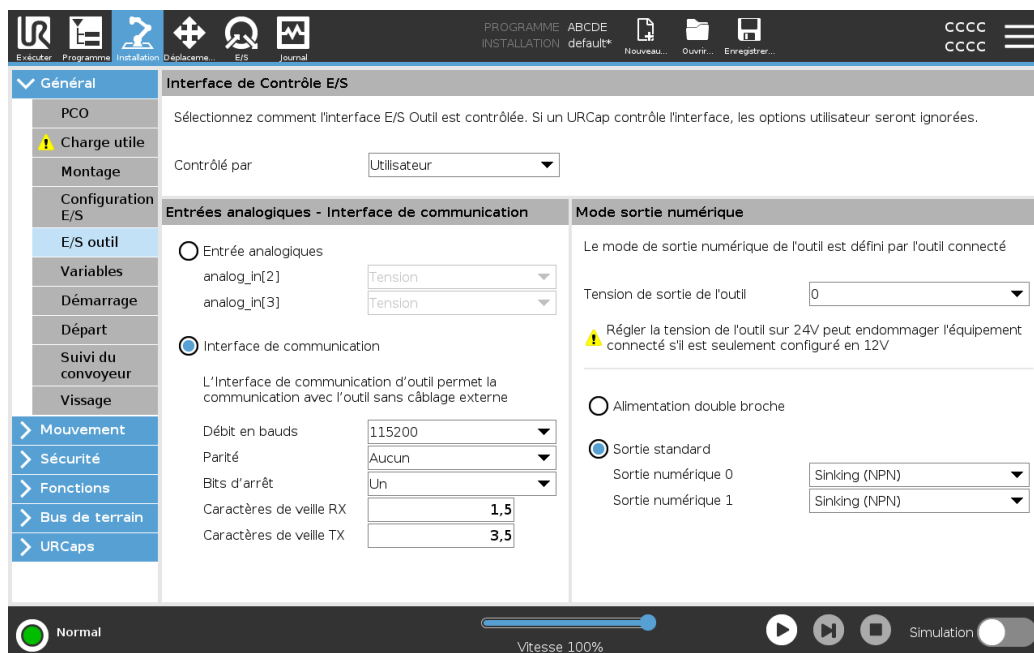 PROGRAMME ABCDE
INSTALLATION default*
CCCC
CCCC
Exécuter Programme Installation Déplaceme... E/S Journal
Nouveau... Ouvrir... Enregistrer...
Général
PCO
Charge utile
Montage
Configuration
E/S
E/S outil
Variables
Démarrage
Départ
Suivi du
convoyeur
Vissage
Mouvement
Sécurité
Fonctions
Bus de terrain
URCaps
Interface de Contrôle E/S
Sélectionnez comment l'interface E/S Outil est contrôlée. Si un URCap contrôle l'interface, les options utilisateur seront ignorées.
Contrôlé par Utilisateur
Entrées analogiques - Interface de communication
Entrée analogiques
analog_in[2] Tension
analog_in[3] Tension
Interface de communication
L'Interface de communication d'outil permet la
communication avec l'outil sans câblage externe
Débit en bauds 115200
Parité Aucun
Bits d'arrêt Un
Caractères de veille RX 1,5
Caractères de veille TX 3,5
Mode sortie numérique
Le mode de sortie numérique de l'outil est défini par l'outil connecté
Tension de sortie de l'outil 0
Régler la tension de l'outil sur 24V peut endommager l'équipement
connecté s'il est seulement configuré en 12V
Alimentation double broche
Sortie standard
Sortie numérique 0 Sinking (NPN)
Sortie numérique 1 Sinking (NPN)
Normal
Vitesse 100%
Simulation